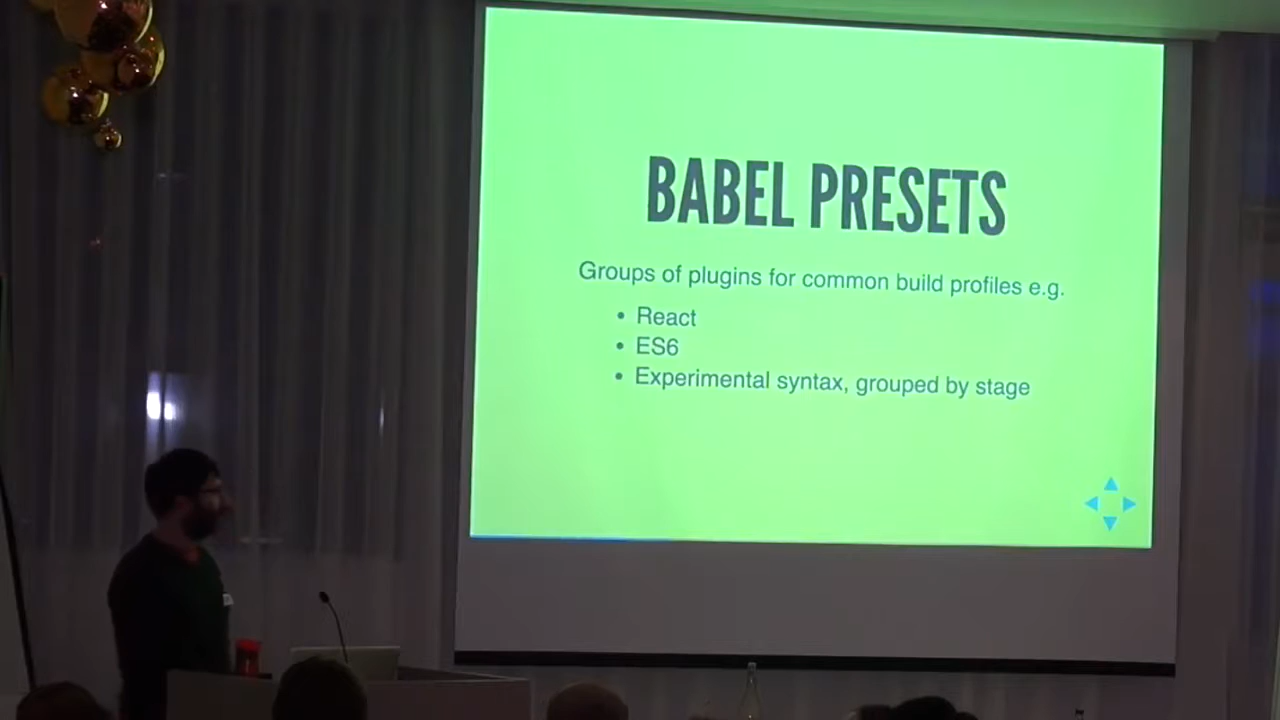 BABEL PRESETS
Groups of plugins for common build profiles e.g.
• React
• ES6
• Experimental syntax, grouped by stage